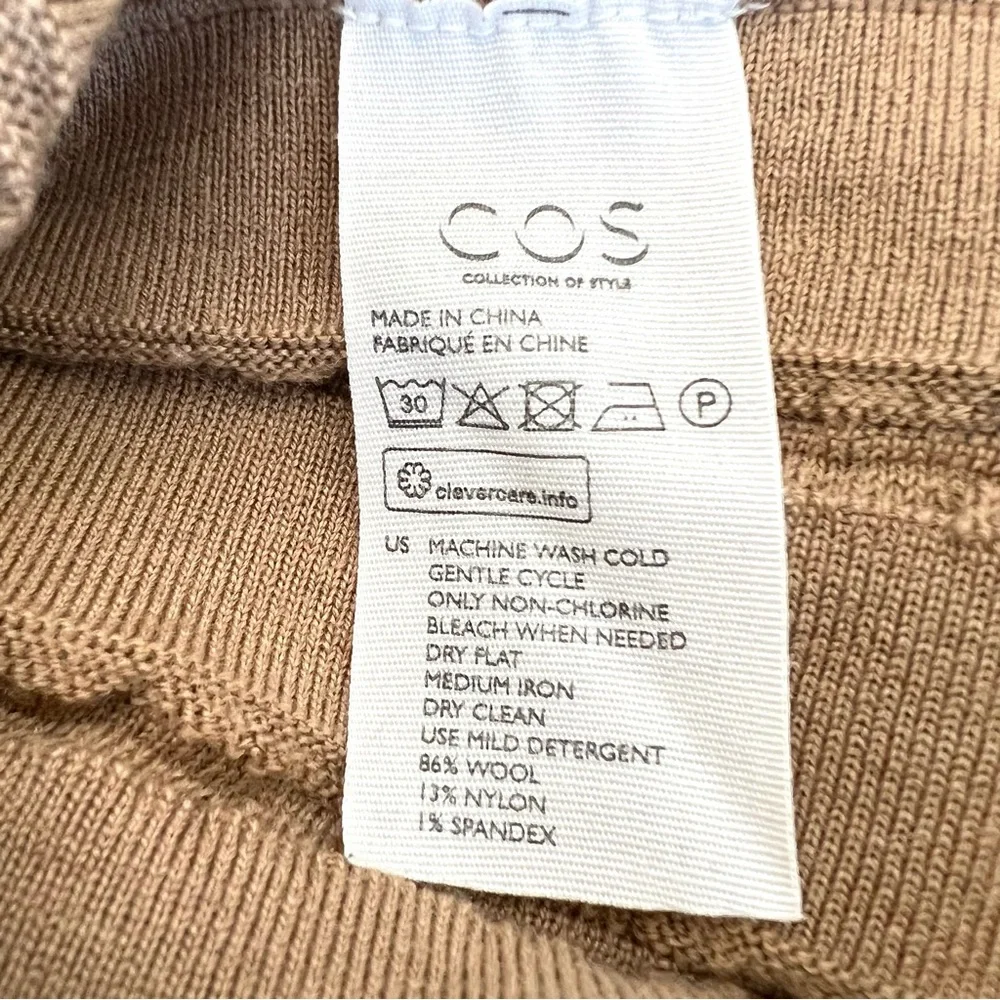 COS
COLLECTION OF STYLE
MADE IN CHINA
FABRIQUÉ EN CHINE
30 P
clevercare.info
US MACHINE WASH COLD
GENTLE CYCLE
ONLY NON-CHLORINE
BLEACH WHEN NEEDED
DRY FLAT
MEDIUM IRON
DRY CLEAN
USE MILD DETERGENT
86% WOOL
13% NYLON
1% SPANDEX